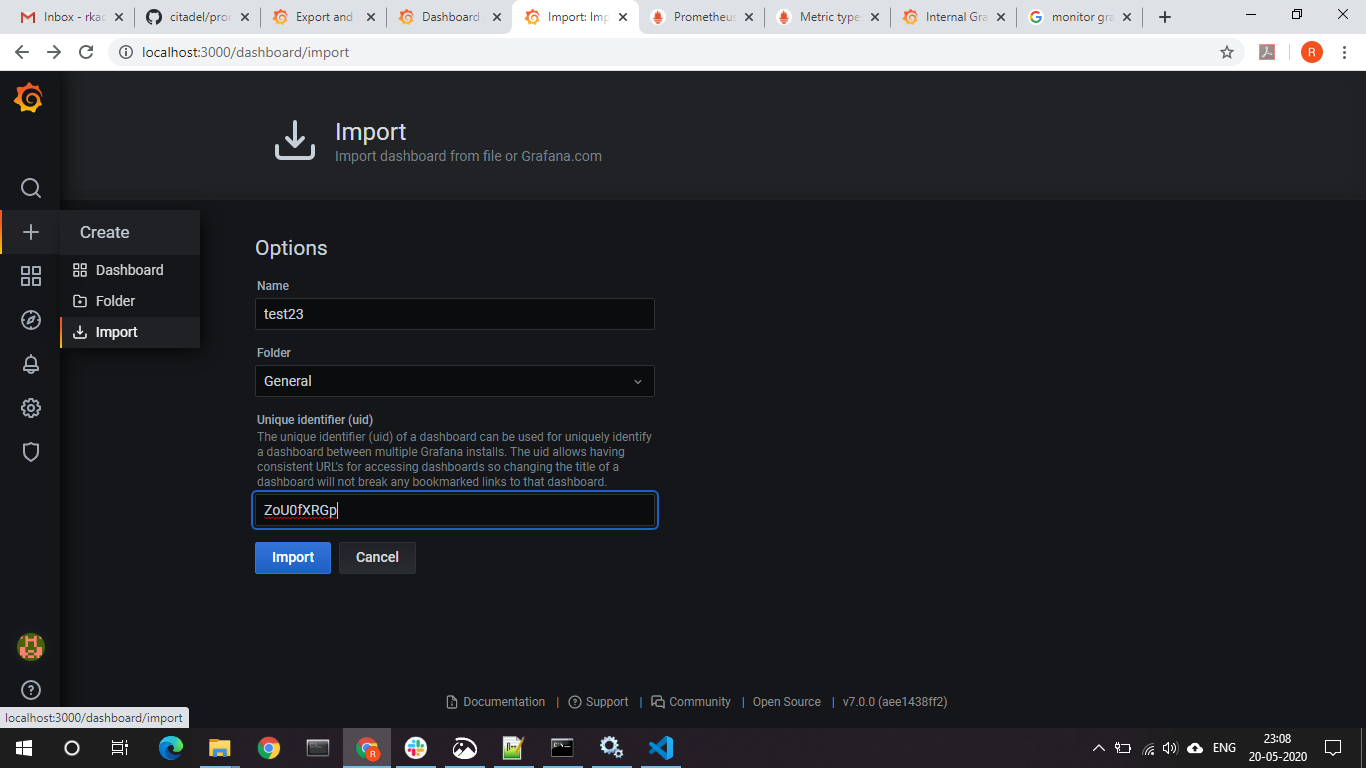 Inbox - rkac
citadel/pror
Export and
Dashboard
Import: Imp
Prometheus
Metric type
Internal Gra
monitor gra
localhost:3000/dashboard/import
R
Import
Import dashboard from file or Grafana.com
Create
Dashboard
Folder
Import
Options
Name
test23
Folder
General
Unique identifier (uid)
The unique identifier (uid) of a dashboard can be used for uniquely identify
a dashboard between multiple Grafana installs. The uid allows having
consistent URL's for accessing dashboards so changing the title of a
dashboard will not break any bookmarked links to that dashboard.
ZoU0fXRGp
Import
Cancel
Documentation | Support | Community | Open Source | v7.0.0 (aee1438ff2)
localhost:3000/dashboard/import
ENG
23:08
20-05-2020